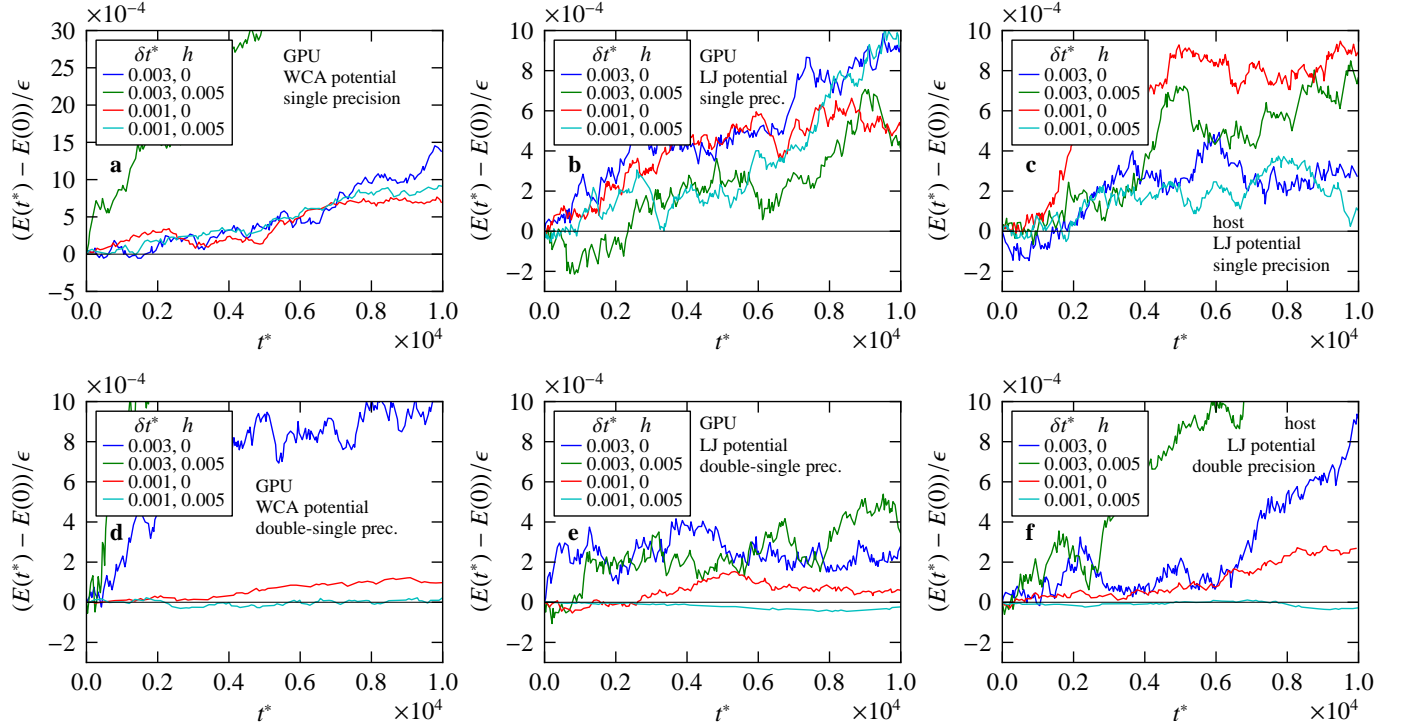 ×10⁻⁴
30
25
20
15
10
5
0
−5
(E(t*) − E(0))/ϵ
δt* h
0.003, 0
0.003, 0.005
0.001, 0
0.001, 0.005
GPU
WCA potential
single precision
a
0.0 0.2 0.4 0.6 0.8 1.0
×10⁴
t*
×10⁻⁴
10
8
6
4
2
0
−2
(E(t*) − E(0))/ϵ
δt* h
0.003, 0
0.003, 0.005
0.001, 0
0.001, 0.005
GPU
LJ potential
single prec.
b
0.0 0.2 0.4 0.6 0.8 1.0
×10⁴
t*
×10⁻⁴
10
8
6
4
2
0
−2
(E(t*) − E(0))/ϵ
δt* h
0.003, 0
0.003, 0.005
0.001, 0
0.001, 0.005
c
host
LJ potential
single precision
0.0 0.2 0.4 0.6 0.8 1.0
×10⁴
t*
×10⁻⁴
10
8
6
4
2
0
−2
(E(t*) − E(0))/ϵ
δt* h
0.003, 0
0.003, 0.005
0.001, 0
0.001, 0.005
GPU
WCA potential
double-single prec.
d
0.0 0.2 0.4 0.6 0.8 1.0
×10⁴
t*
×10⁻⁴
10
8
6
4
2
0
−2
(E(t*) − E(0))/ϵ
δt* h
0.003, 0
0.003, 0.005
0.001, 0
0.001, 0.005
GPU
LJ potential
double-single prec.
e
0.0 0.2 0.4 0.6 0.8 1.0
×10⁴
t*
×10⁻⁴
10
8
6
4
2
0
−2
(E(t*) − E(0))/ϵ
δt* h
0.003, 0
0.003, 0.005
0.001, 0
0.001, 0.005
host
LJ potential
double precision
f
0.0 0.2 0.4 0.6 0.8 1.0
×10⁴
t*